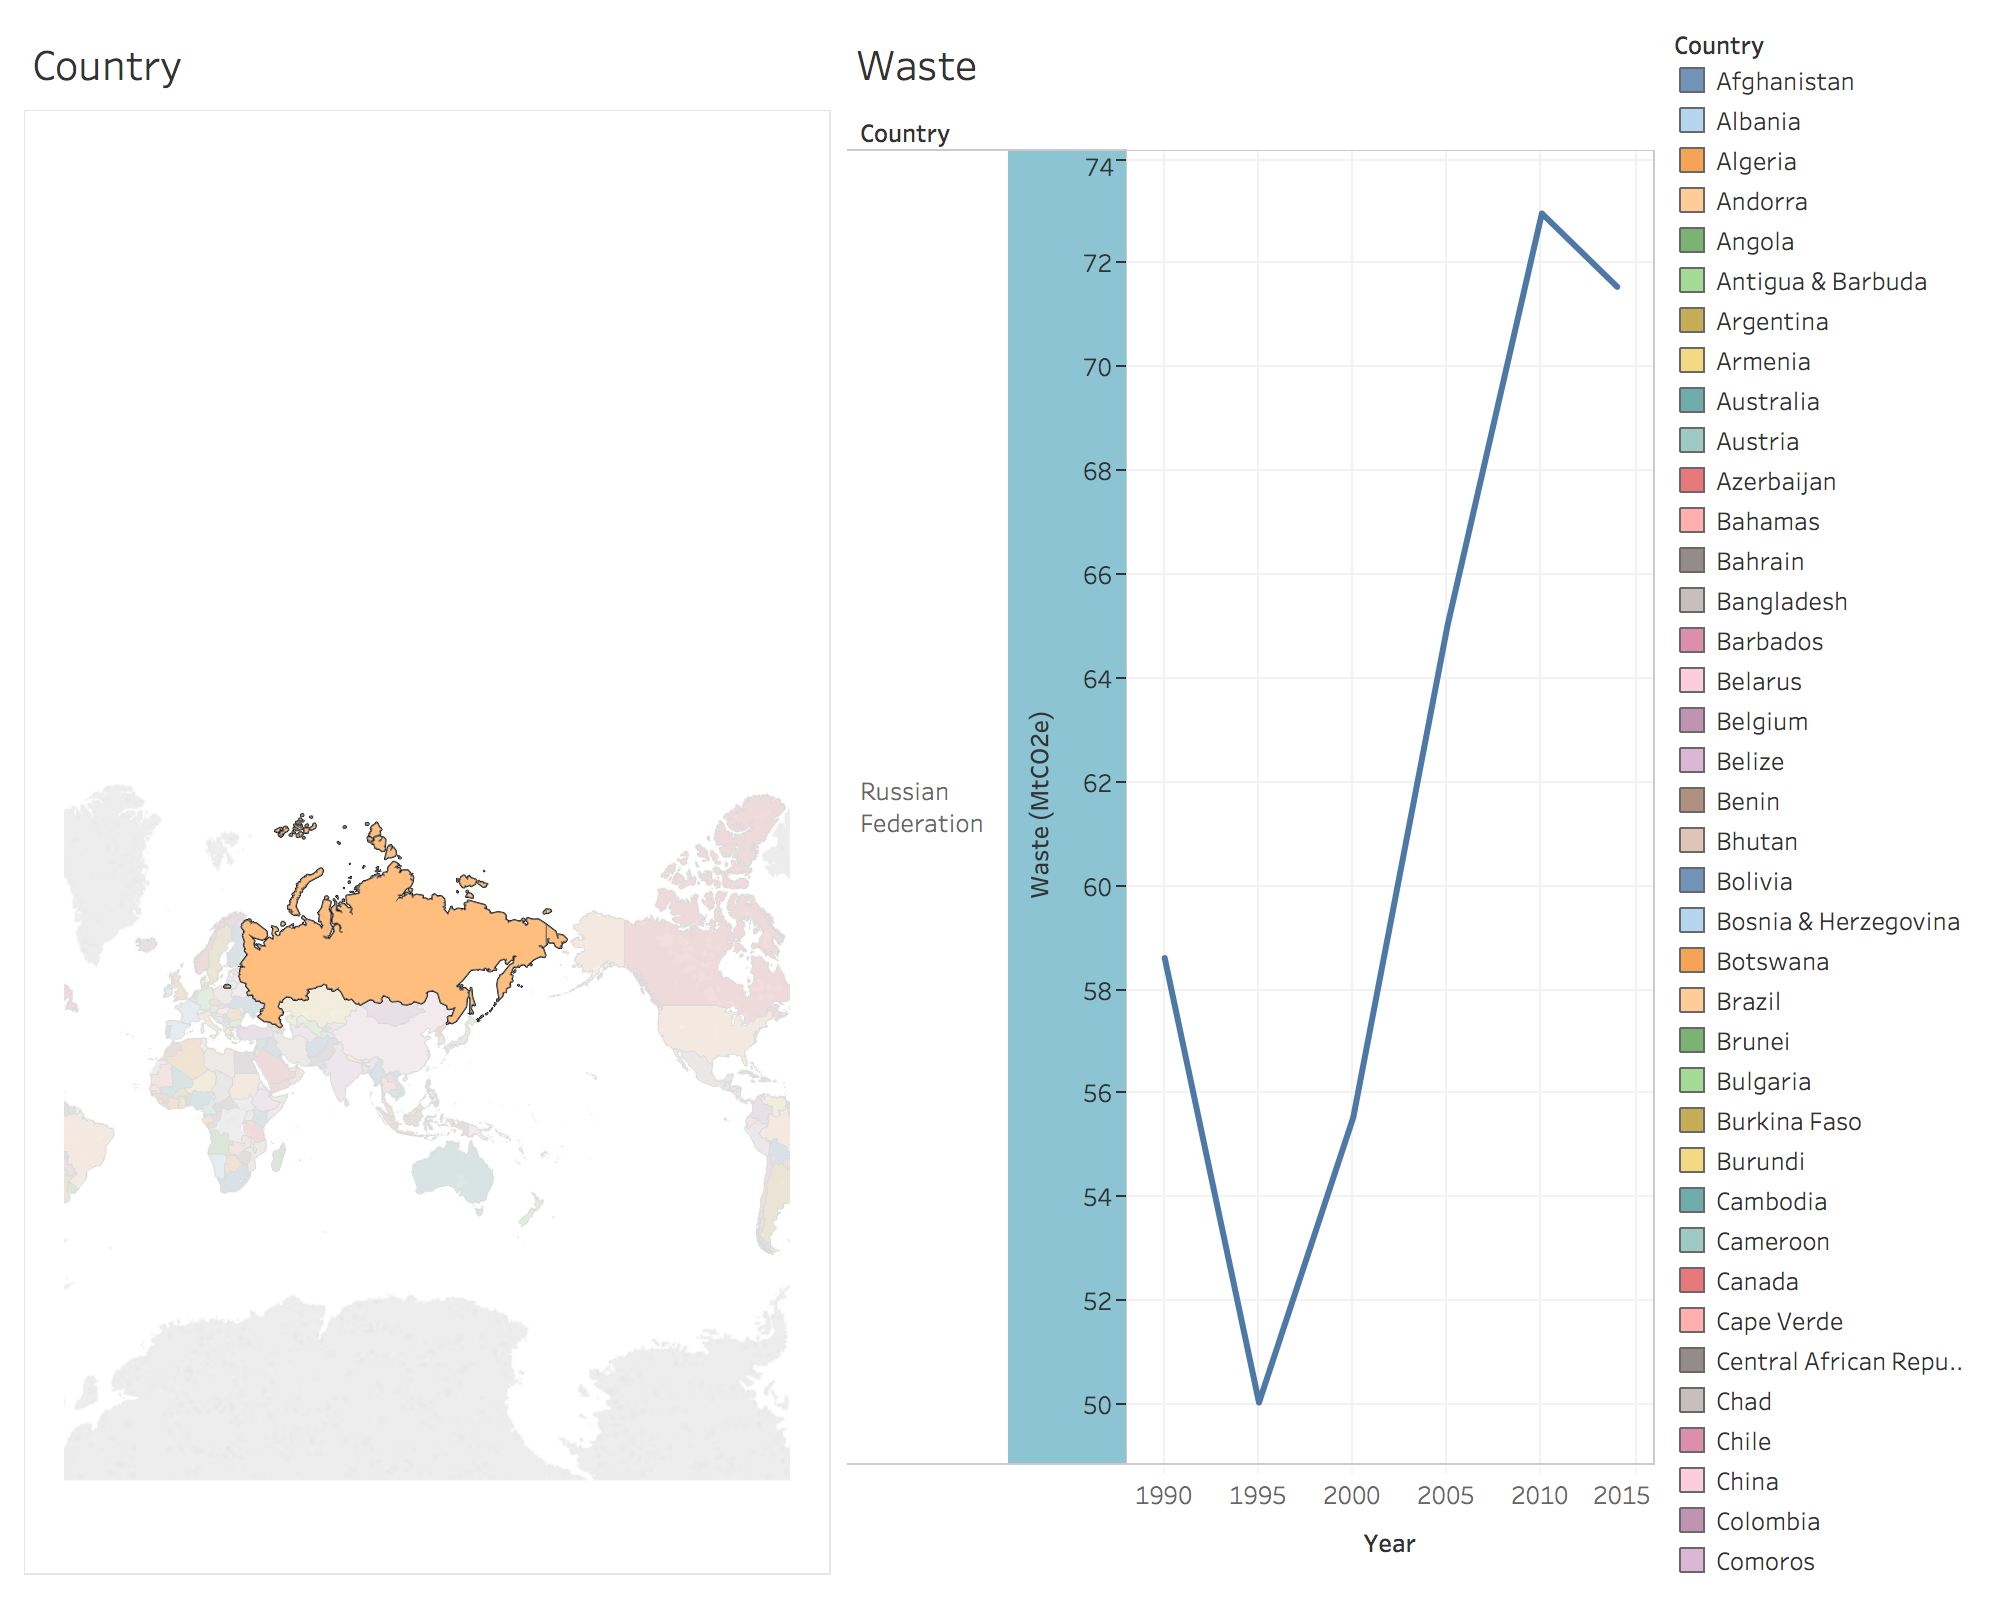 Country
Waste
Country
74
72
70
68
66
64
62
60
58
56
54
52
50
Waste (MtCO2e)
Russian
Federation
1990 1995 2000 2005 2010 2015
Year
Country
Afghanistan
Albania
Algeria
Andorra
Angola
Antigua & Barbuda
Argentina
Armenia
Australia
Austria
Azerbaijan
Bahamas
Bahrain
Bangladesh
Barbados
Belarus
Belgium
Belize
Benin
Bhutan
Bolivia
Bosnia & Herzegovina
Botswana
Brazil
Brunei
Bulgaria
Burkina Faso
Burundi
Cambodia
Cameroon
Canada
Cape Verde
Central African Repu..
Chad
Chile
China
Colombia
Comoros